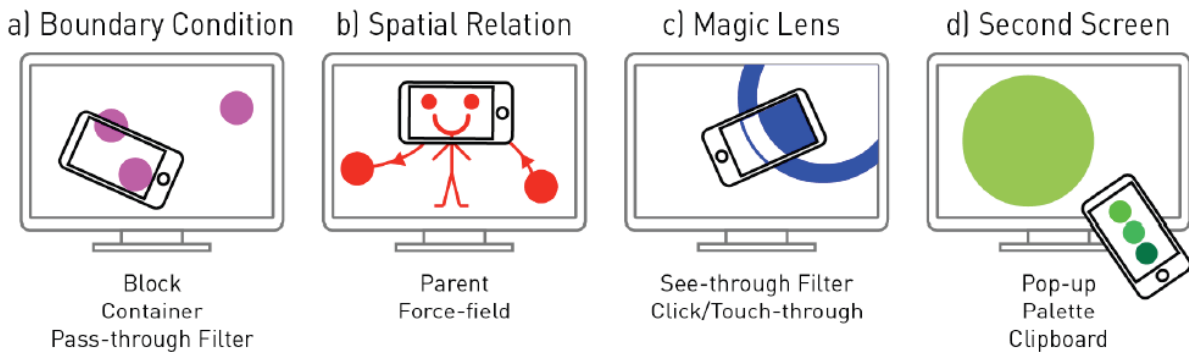 a) Boundary Condition
b) Spatial Relation
c) Magic Lens
d) Second Screen
Block
Container
Pass-through Filter
Parent
Force-field
See-through Filter
Click/Touch-through
Pop-up
Palette
Clipboard